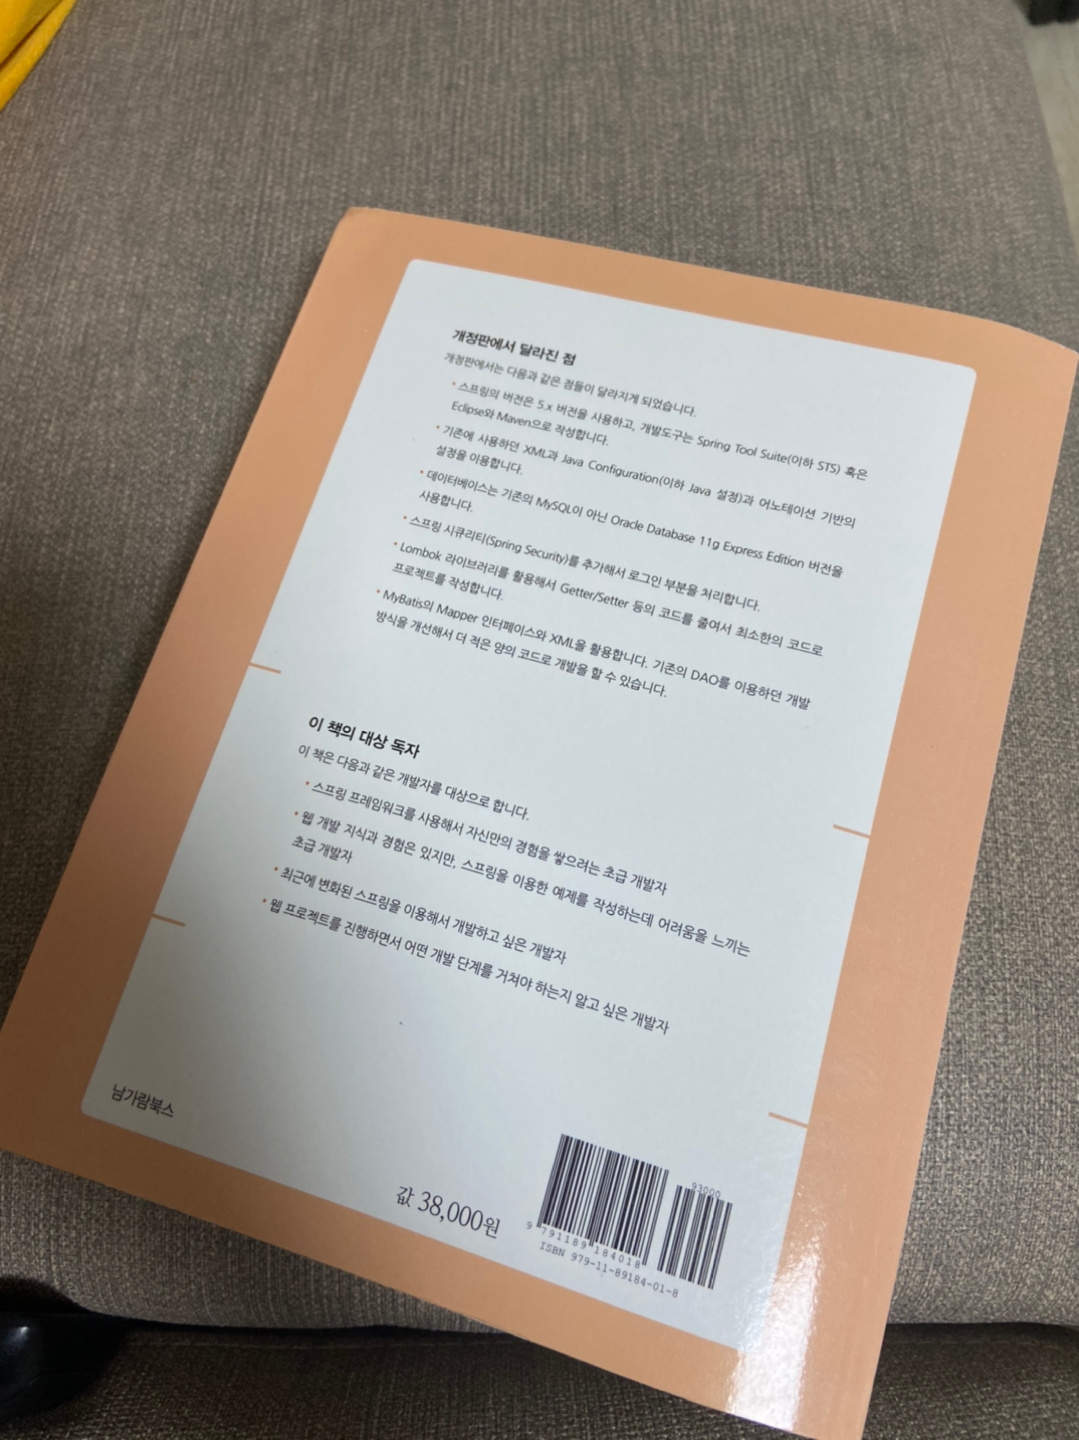 개정판에서 달라진 점
개정판에서는 다음과 같은 점들이 달라지게 되었습니다.
• 스프링의 버전은 5.x 버전을 사용하고, 개발도구는 Spring Tool Suite(이하 STS) 혹은
Eclipse와 Maven으로 작성합니다.
• 기존에 사용하던 XML과 Java Configuration(이하 Java 설정)과 어노테이션 기반의
설정을 이용합니다.
• 데이터베이스는 기존의 MySQL이 아닌 Oracle Database 11g Express Edition 버전을
사용합니다.
• 스프링 시큐리티(Spring Security)를 추가해서 로그인 부분을 처리합니다.
• Lombok 라이브러리를 활용해서 Getter/Setter 등의 코드를 줄여서 최소한의 코드로
프로젝트를 작성합니다.
• MyBatis의 Mapper 인터페이스와 XML을 활용합니다. 기존의 DAO를 이용하던 개발
방식을 개선해서 더 적은 양의 코드로 개발을 할 수 있습니다.
이 책의 대상 독자
이 책은 다음과 같은 개발자를 대상으로 합니다.
• 스프링 프레임워크를 사용해서 자신만의 경험을 쌓으려는 초급 개발자
• 웹 개발 지식과 경험은 있지만, 스프링을 이용한 예제를 작성하는데 어려움을 느끼는
초급 개발자
• 최근에 변화된 스프링을 이용해서 개발하고 싶은 개발자
• 웹 프로젝트를 진행하면서 어떤 개발 단계를 거쳐야 하는지 알고 싶은 개발자
남가람북스
값 38,000원
93000
9 791189 184018
ISBN 979-11-89184-01-8